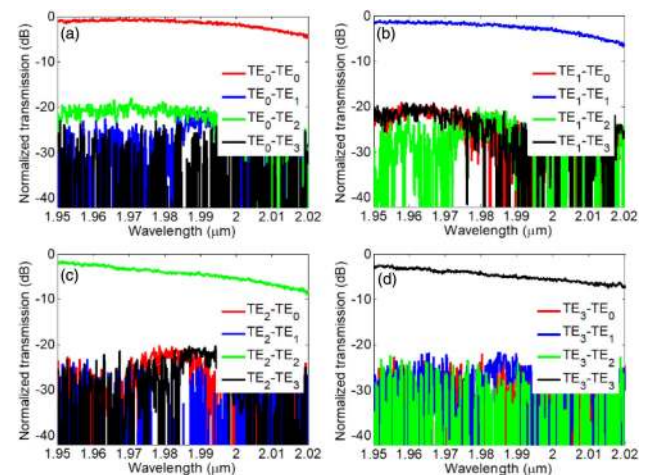 (a)
Normalized transmission (dB)
0
-10
-20
-30
-40
TE0-TE0
TE0-TE1
TE0-TE2
TE0-TE3
1.95 1.96 1.97 1.98 1.99 2 2.01 2.02
Wavelength (μm)
(b)
Normalized transmission (dB)
0
-10
-20
-30
-40
TE1-TE0
TE1-TE1
TE1-TE2
TE1-TE3
1.95 1.96 1.97 1.98 1.99 2 2.01 2.02
Wavelength (μm)
(c)
Normalized transmission (dB)
0
-10
-20
-30
-40
TE2-TE0
TE2-TE1
TE2-TE2
TE2-TE3
1.95 1.96 1.97 1.98 1.99 2 2.01 2.02
Wavelength (μm)
(d)
Normalized transmission (dB)
0
-10
-20
-30
-40
TE3-TE0
TE3-TE1
TE3-TE2
TE3-TE3
1.95 1.96 1.97 1.98 1.99 2 2.01 2.02
Wavelength (μm)